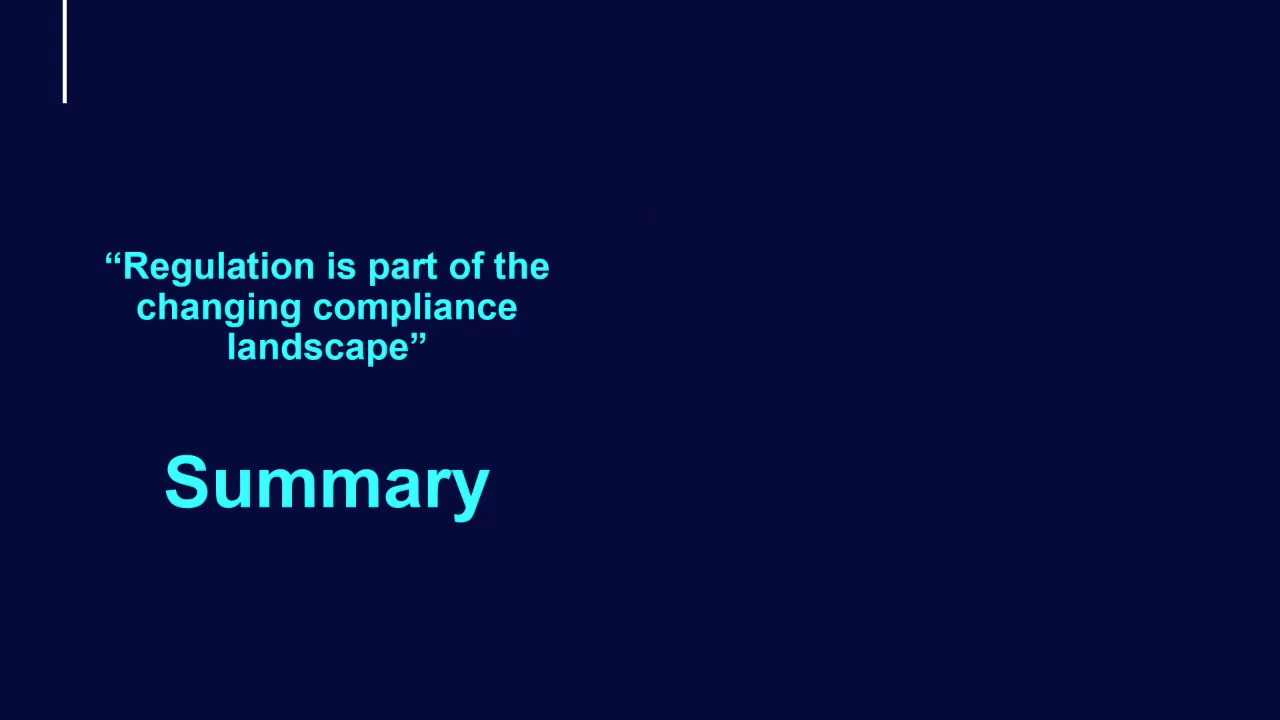 “Regulation is part of the
changing compliance
landscape”
Summary